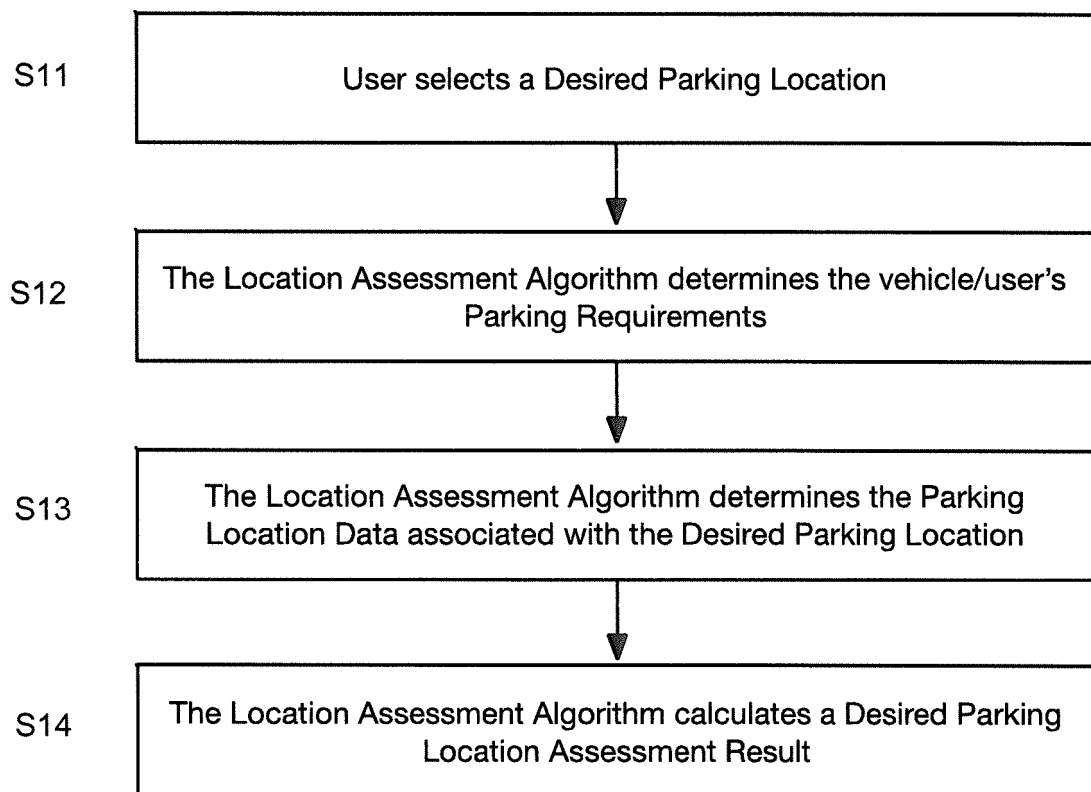 S11
User selects a Desired Parking Location
S12
The Location Assessment Algorithm determines the vehicle/user's
Parking Requirements
S13
The Location Assessment Algorithm determines the Parking
Location Data associated with the Desired Parking Location
S14
The Location Assessment Algorithm calculates a Desired Parking
Location Assessment Result